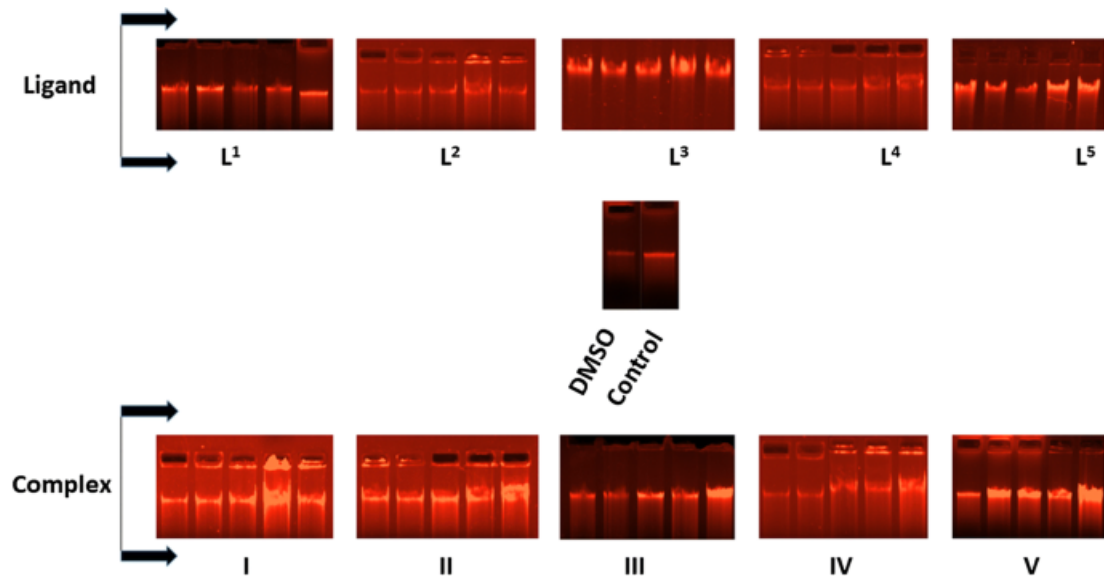 Ligand
L¹ L² L³ L⁴ L⁵
DMSO
Control
Complex
I II III IV V